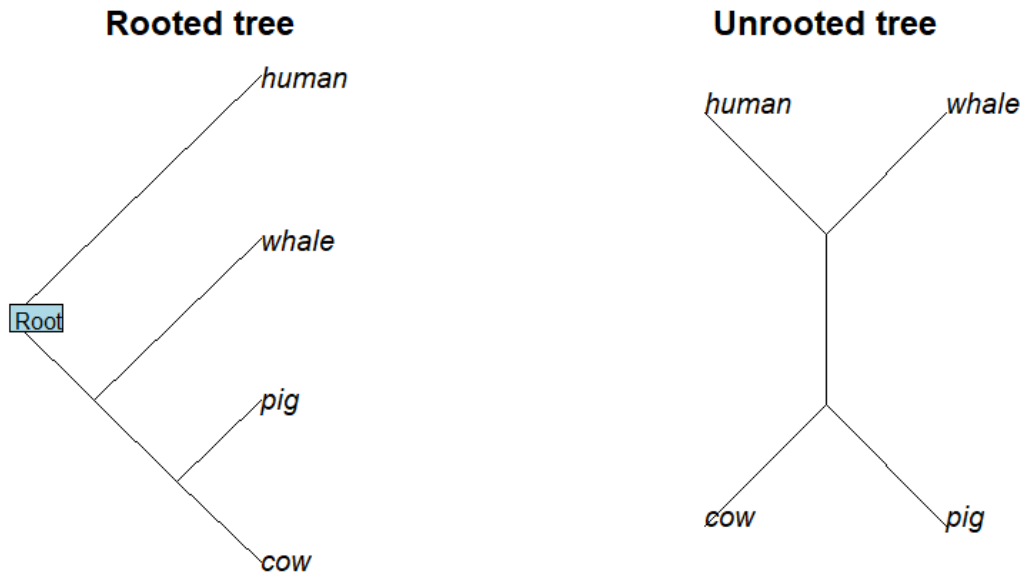 Rooted tree
human
whale
Root
pig
cow
Unrooted tree
human
whale
cow
pig